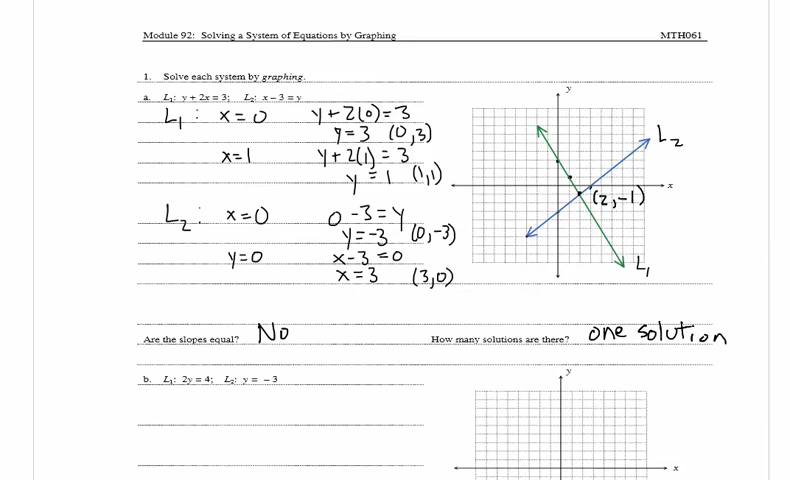 Module 92: Solving a System of Equations by Graphing MTH061
1. Solve each system by graphing.
a. L₁: y + 2x = 3; L₂: x − 3 = y
L₁: x=0 y+2(0)=3
y=3 (0,3)
x=1 y+2(1)=3
y=1 (1,1)
L₂: x=0 0-3=y
y=-3 (0,-3)
y=0 x-3=0
x=3 (3,0)
y
L₂
x
(2,-1)
L₁
Are the slopes equal? No How many solutions are there? one solution
b. L₁: 2y = 4; L₂: y = − 3
y
x